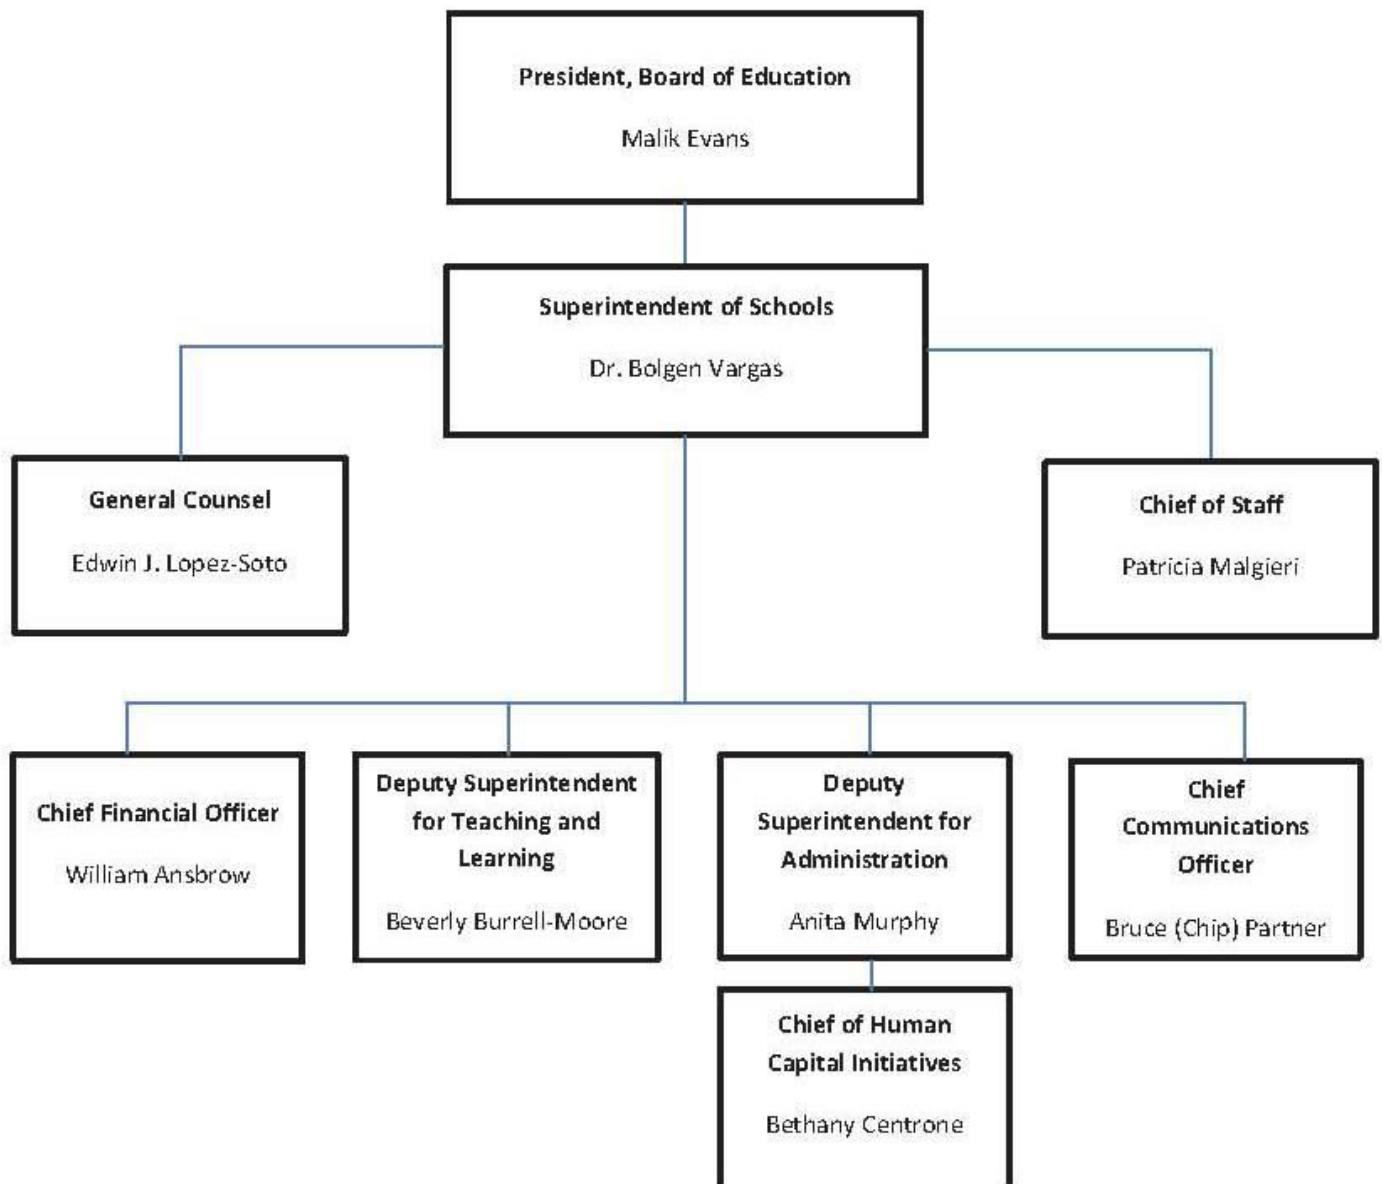 President, Board of Education
Malik Evans
Superintendent of Schools
Dr. Bolgen Vargas
General Counsel
Edwin J. Lopez-Soto
Chief of Staff
Patricia Malgieri
Chief Financial Officer
William Ansbrow
Deputy Superintendent
for Teaching and
Learning
Beverly Burrell-Moore
Deputy
Superintendent for
Administration
Anita Murphy
Chief
Communications
Officer
Bruce (Chip) Partner
Chief of Human
Capital Initiatives
Bethany Centrone